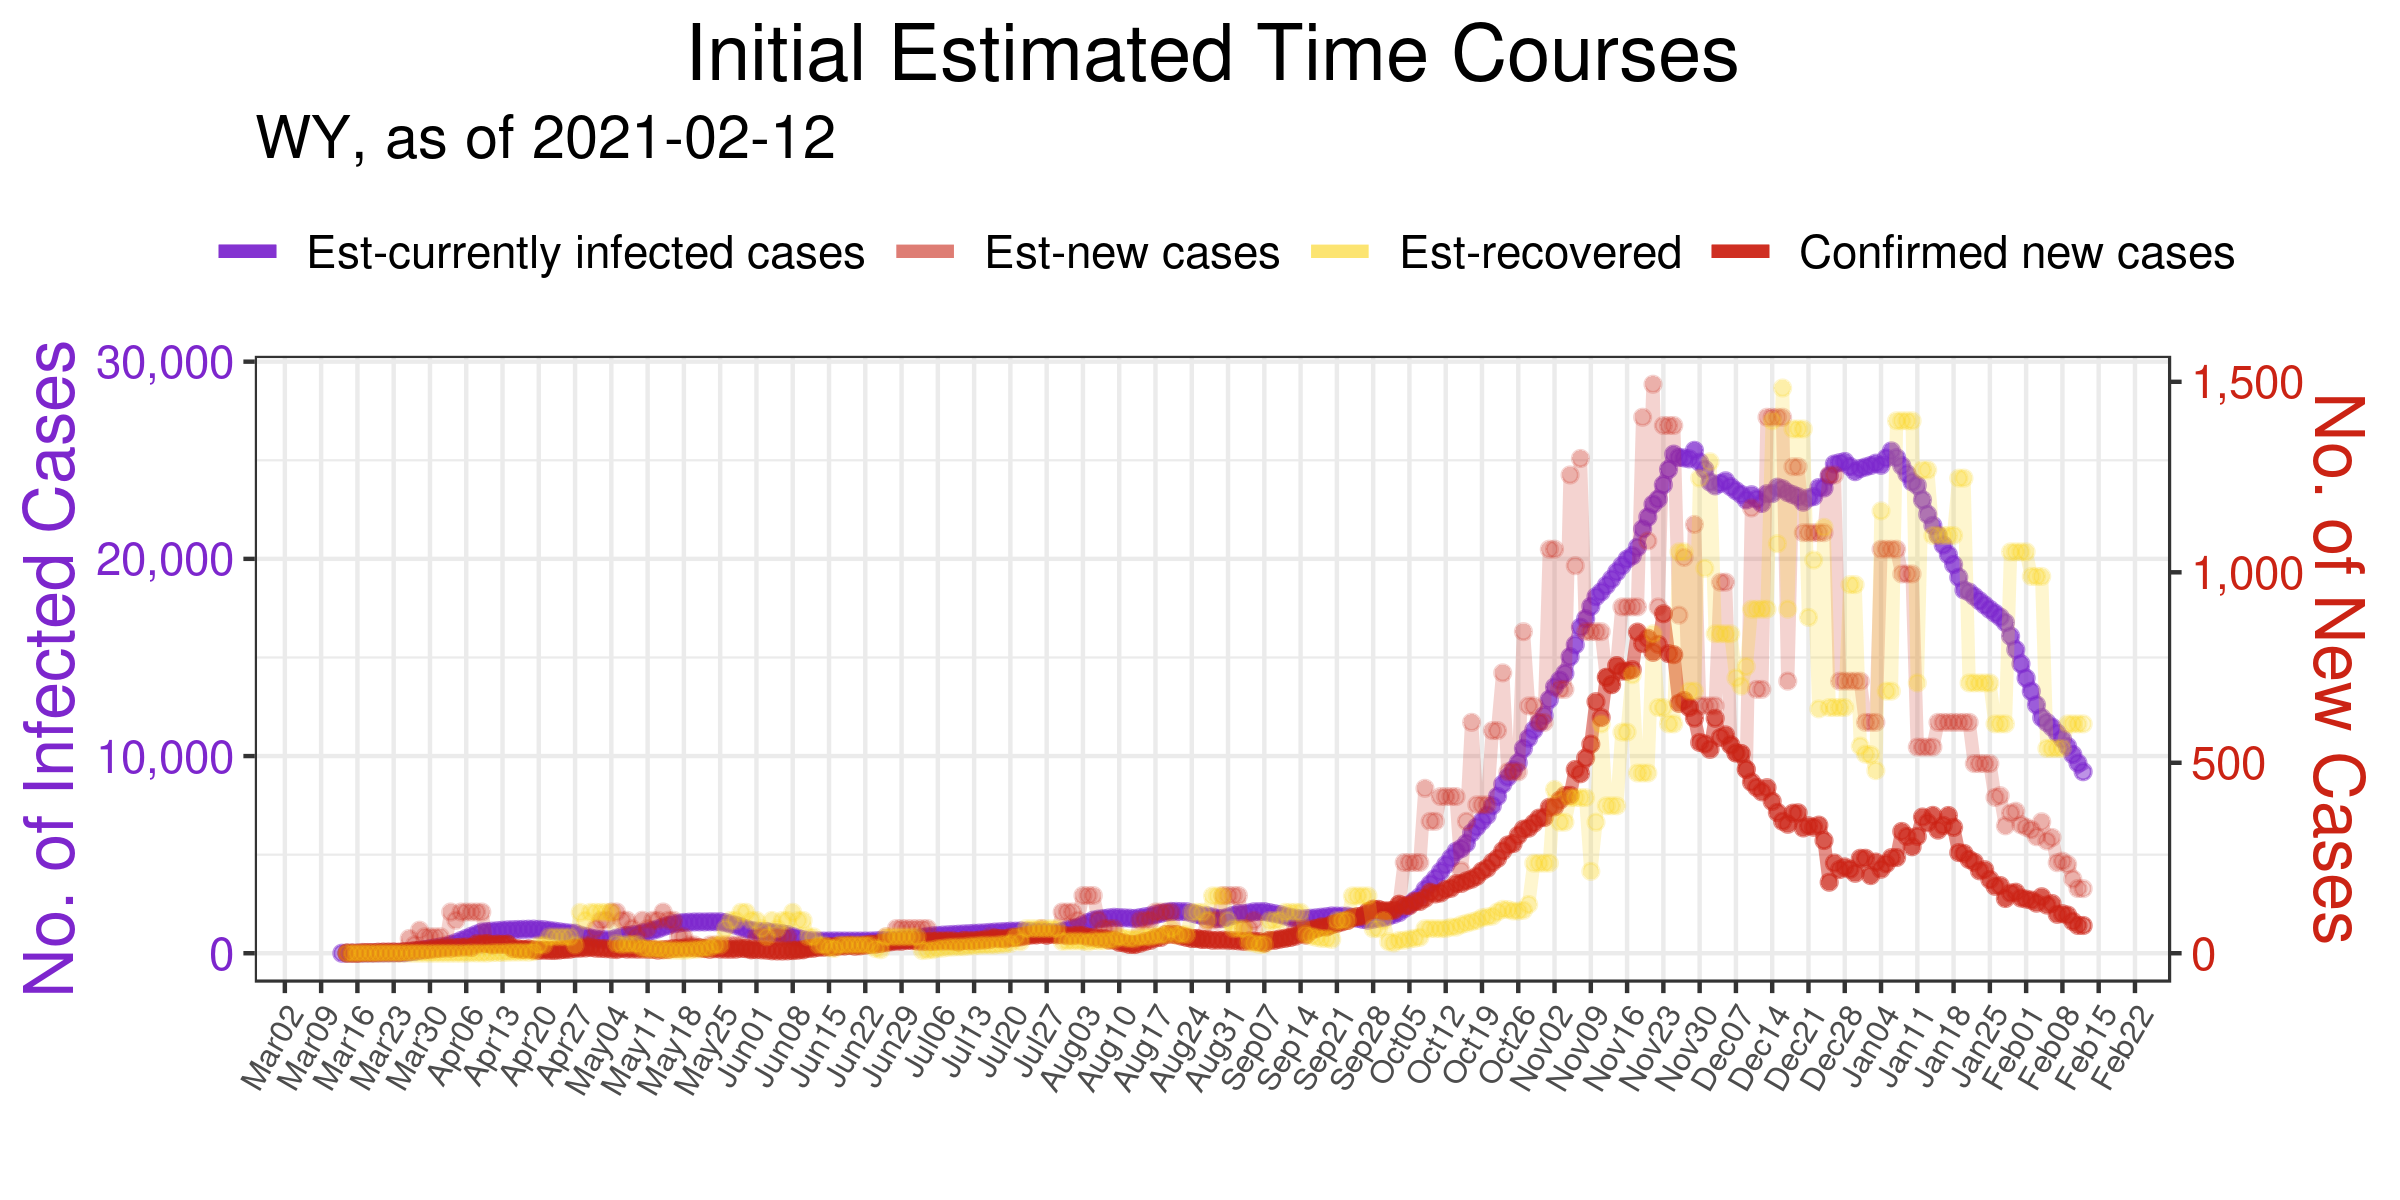 Initial Estimated Time Courses
WY, as of 2021-02-12
Est-currently infected cases Est-new cases Est-recovered Confirmed new cases
No. of Infected Cases
30,000
20,000
10,000
0
1,500
1,000
500
0
No. of New Cases
Mar02 Mar09 Mar16 Mar23 Mar30 Apr06 Apr13 Apr20 Apr27 May04 May11 May18 May25 Jun01 Jun08 Jun15 Jun22 Jun29 Jul06 Jul13 Jul20 Jul27 Aug03 Aug10 Aug17 Aug24 Aug31 Sep07 Sep14 Sep21 Sep28 Oct05 Oct12 Oct19 Oct26 Nov02 Nov09 Nov16 Nov23 Nov30 Dec07 Dec14 Dec21 Dec28 Jan04 Jan11 Jan18 Jan25 Feb01 Feb08 Feb15 Feb22